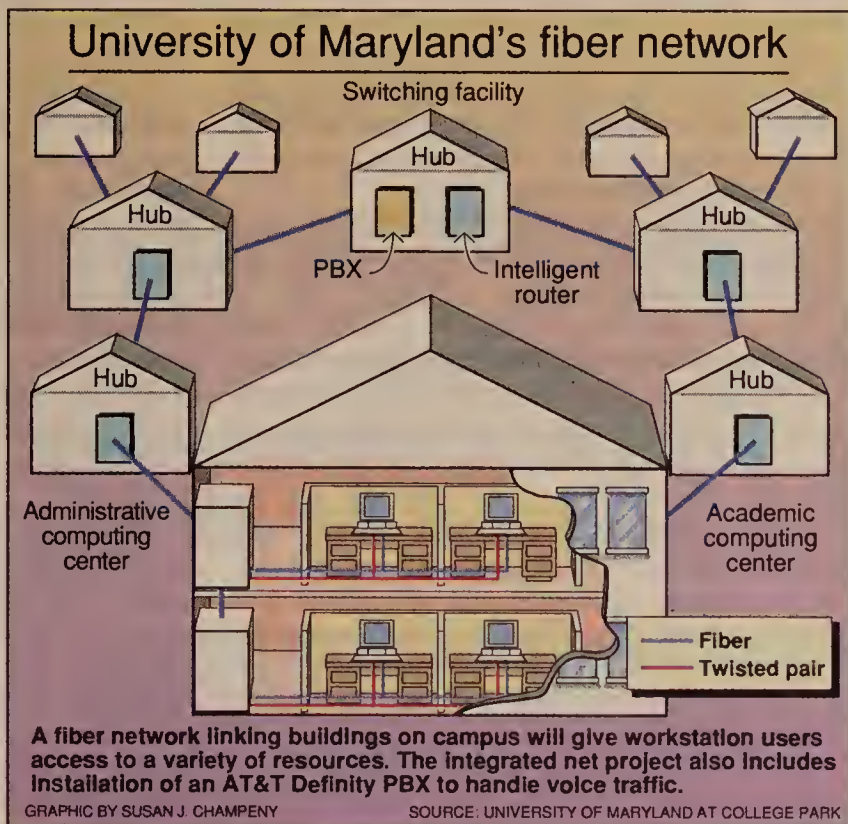 University of Maryland's fiber network
Switching facility
Hub
Hub
Hub
PBX
Intelligent
router
Hub
Hub
Administrative
computing
center
Academic
computing
center
Fiber
Twisted pair
A fiber network linking buildings on campus will give workstation users
access to a variety of resources. The integrated net project also includes
installation of an AT&T Definity PBX to handle voice traffic.
GRAPHIC BY SUSAN J. CHAMPENY
SOURCE: UNIVERSITY OF MARYLAND AT COLLEGE PARK